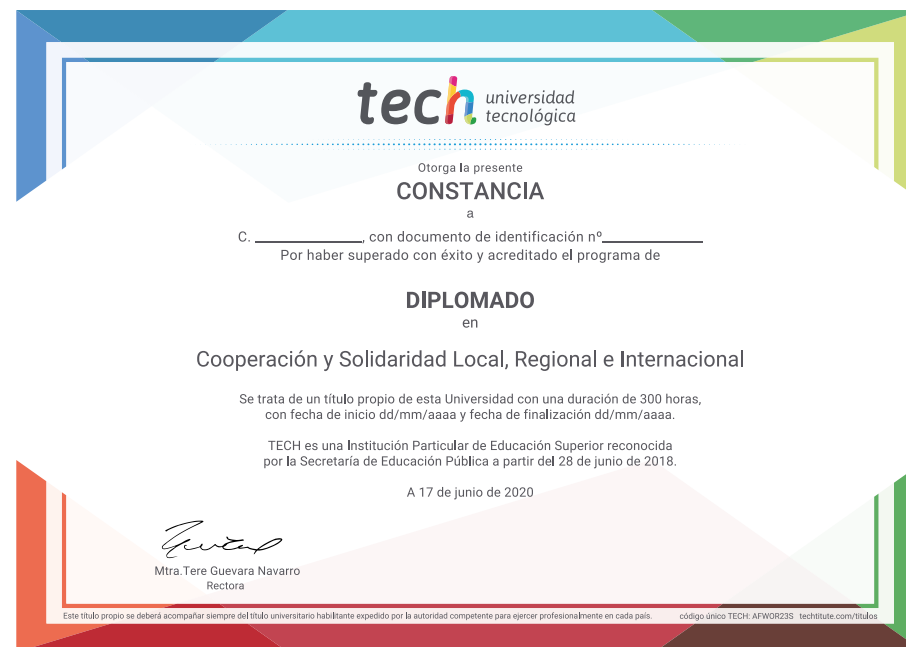 tech universidad
tecnológica
Otorga la presente
CONSTANCIA
a
C. ____________, con documento de identificación nº____________
Por haber superado con éxito y acreditado el programa de
DIPLOMADO
en
Cooperación y Solidaridad Local, Regional e Internacional
Se trata de un título propio de esta Universidad con una duración de 300 horas,
con fecha de inicio dd/mm/aaaa y fecha de finalización dd/mm/aaaa.
TECH es una Institución Particular de Educación Superior reconocida
por la Secretaría de Educación Pública a partir del 28 de junio de 2018.
A 17 de junio de 2020
Mtra.Tere Guevara Navarro
Rectora
Este título propio se deberá acompañar siempre del título universitario habilitante expedido por la autoridad competente para ejercer profesionalmente en cada país. código único TECH: AFWOR23S techtitute.com/titulos